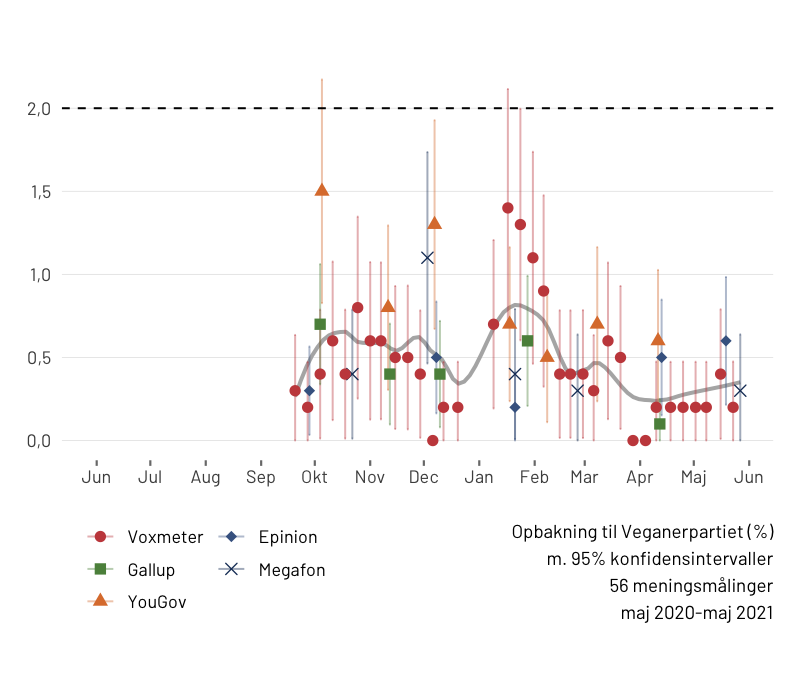 2,0
1,5
1,0
0,5
0,0
Jun Jul Aug Sep Okt Nov Dec Jan Feb Mar Apr Maj Jun
Voxmeter Epinion
Gallup Megafon
YouGov
Opbakning til Veganerpartiet (%)
m. 95% konfidensintervaller
56 meningsmålinger
maj 2020-maj 2021